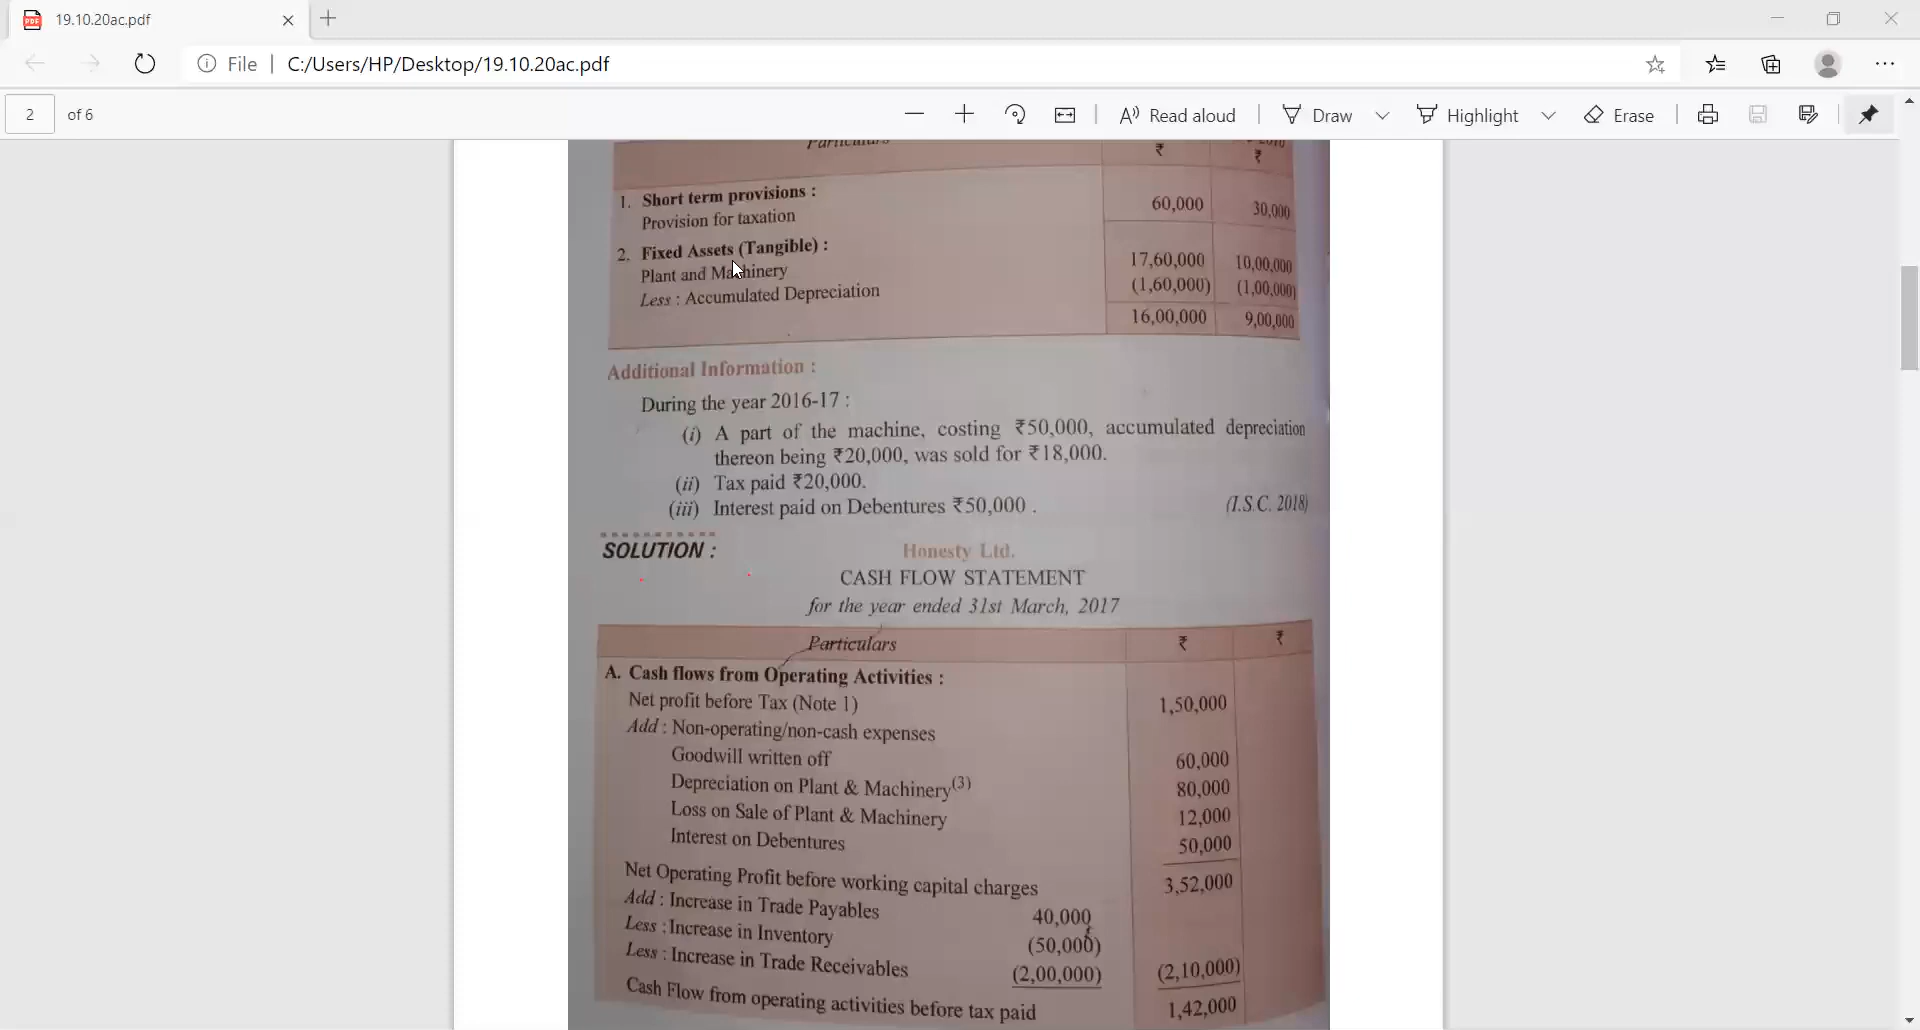 19.10.20ac.pdf
File | C:/Users/HP/Desktop/19.10.20ac.pdf
2 of 6 Read aloud Draw Highlight Erase
Particulars
₹ ₹
1. Short term provisions :
Provision for taxation 60,000 30,000
2. Fixed Assets (Tangible) :
Plant and Machinery 17,60,000 10,00,000
Less : Accumulated Depreciation (1,60,000) (1,00,000)
16,00,000 9,00,000
Additional Information :
During the year 2016-17 :
(i) A part of the machine, costing ₹50,000, accumulated depreciation
thereon being ₹20,000, was sold for ₹18,000.
(ii) Tax paid ₹20,000.
(iii) Interest paid on Debentures ₹50,000 . (I.S.C. 2018)
SOLUTION :
Honesty Ltd.
CASH FLOW STATEMENT
for the year ended 31st March, 2017
Particulars ₹ ₹
A. Cash flows from Operating Activities :
Net profit before Tax (Note 1) 1,50,000
Add : Non-operating/non-cash expenses
Goodwill written off 60,000
Depreciation on Plant & Machinery(3) 80,000
Loss on Sale of Plant & Machinery 12,000
Interest on Debentures 50,000
Net Operating Profit before working capital charges 3,52,000
Add : Increase in Trade Payables 40,000
Less : Increase in Inventory (50,000)
Less : Increase in Trade Receivables (2,00,000) (2,10,000)
Cash Flow from operating activities before tax paid 1,42,000